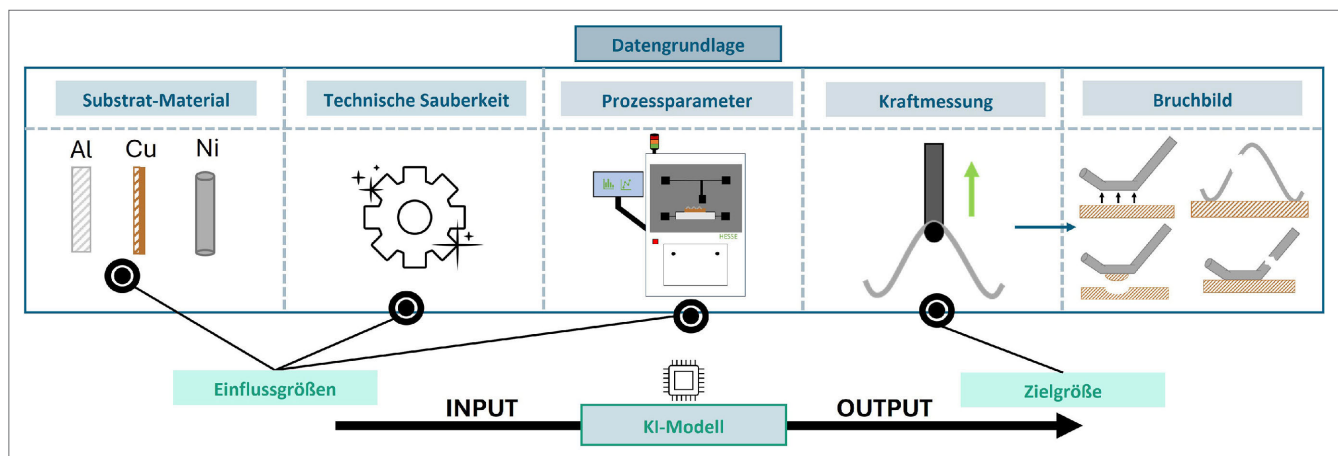 Datengrundlage
Substrat-Material
Technische Sauberkeit
Prozessparameter
Kraftmessung
Bruchbild
Al
Cu
Ni
HESSE
Einflussgrößen
Zielgröße
INPUT
OUTPUT
KI-Modell